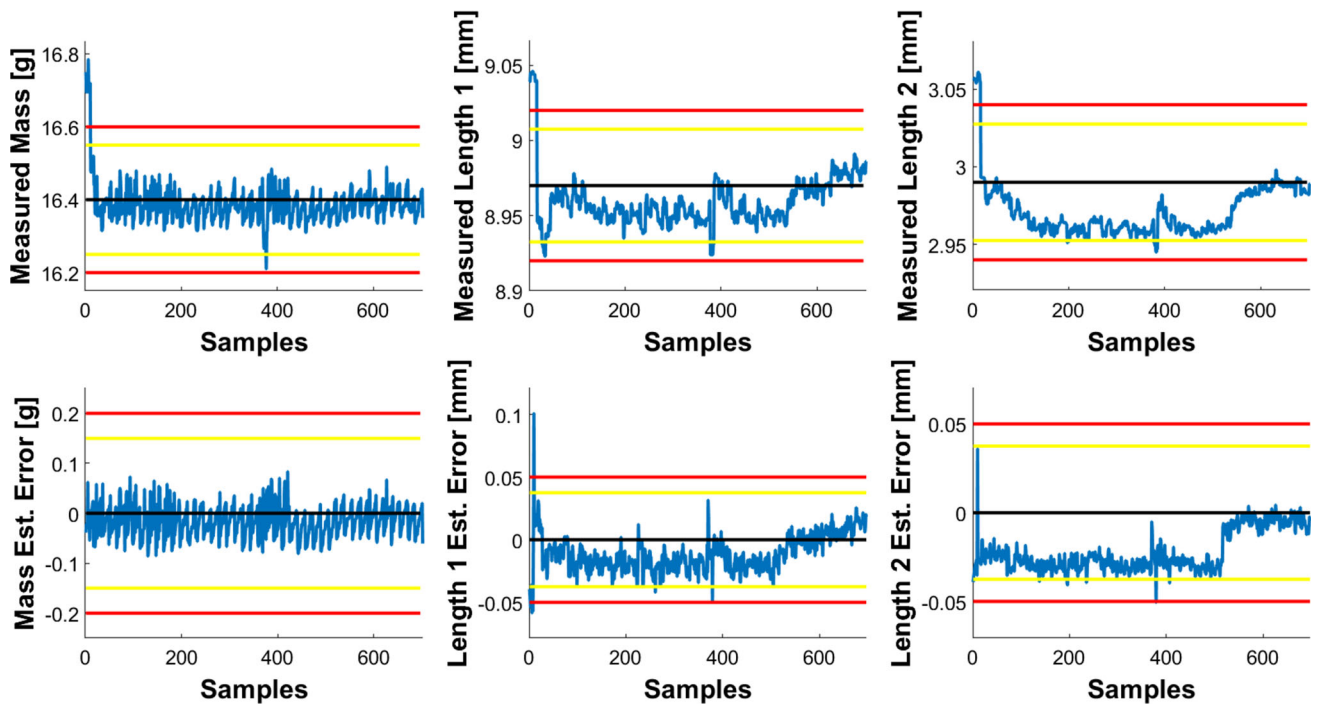 Measured Mass [g]
16.8
16.6
16.4
16.2
0 200 400 600
Samples
Measured Length 1 [mm]
9.05
9
8.95
8.9
0 200 400 600
Samples
Measured Length 2 [mm]
3.05
3
2.95
0 200 400 600
Samples
Mass Est. Error [g]
0.2
0.1
0
-0.1
-0.2
0 200 400 600
Samples
Length 1 Est. Error [mm]
0.1
0.05
0
-0.05
0 200 400 600
Samples
Length 2 Est. Error [mm]
0.05
0
-0.05
0 200 400 600
Samples